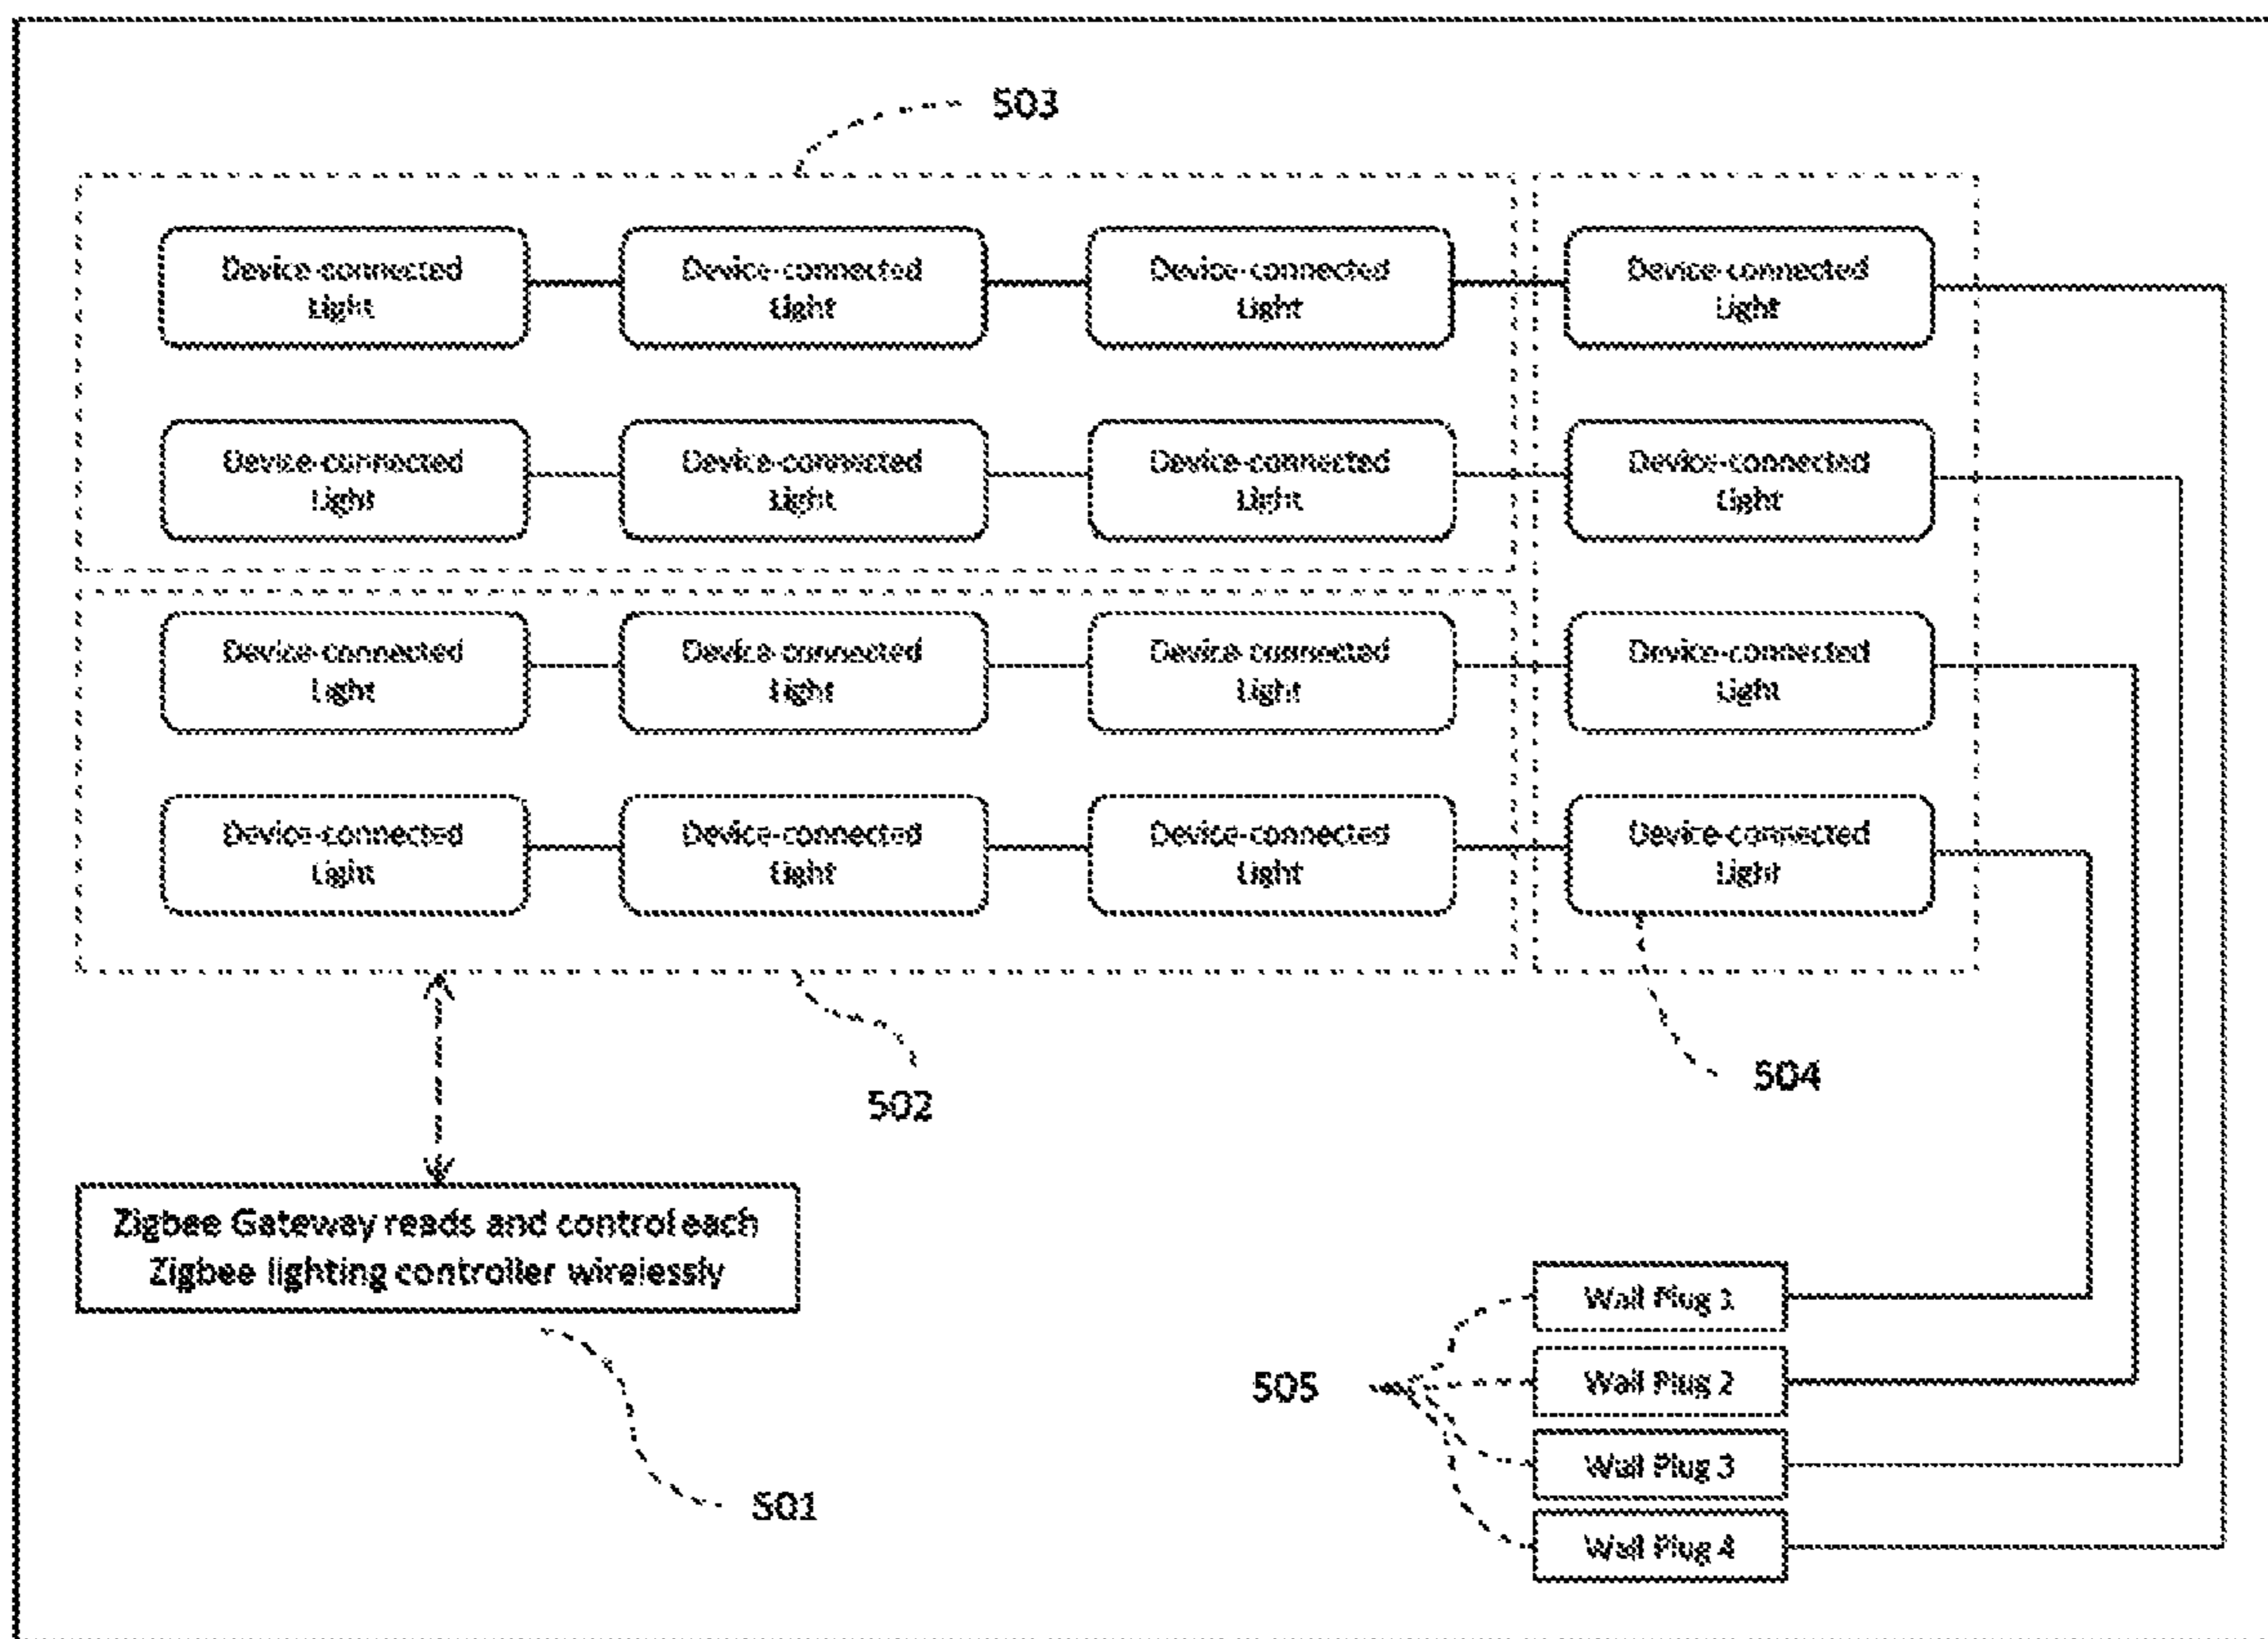 503
Device-connected
Light
Device-connected
Light
Device-connected
Light
Device-connected
Light
Device-connected
Light
Device-connected
Light
Device-connected
Light
Device-connected
Light
Device-connected
Light
Device-connected
Light
Device-connected
Light
Device-connected
Light
Device-connected
Light
Device-connected
Light
Device-connected
Light
Device-connected
Light
502
504
Zigbee Gateway reads and control each
Zigbee lighting controller wirelessly
501
505
Wall Plug 1
Wall Plug 2
Wall Plug 3
Wall Plug 4